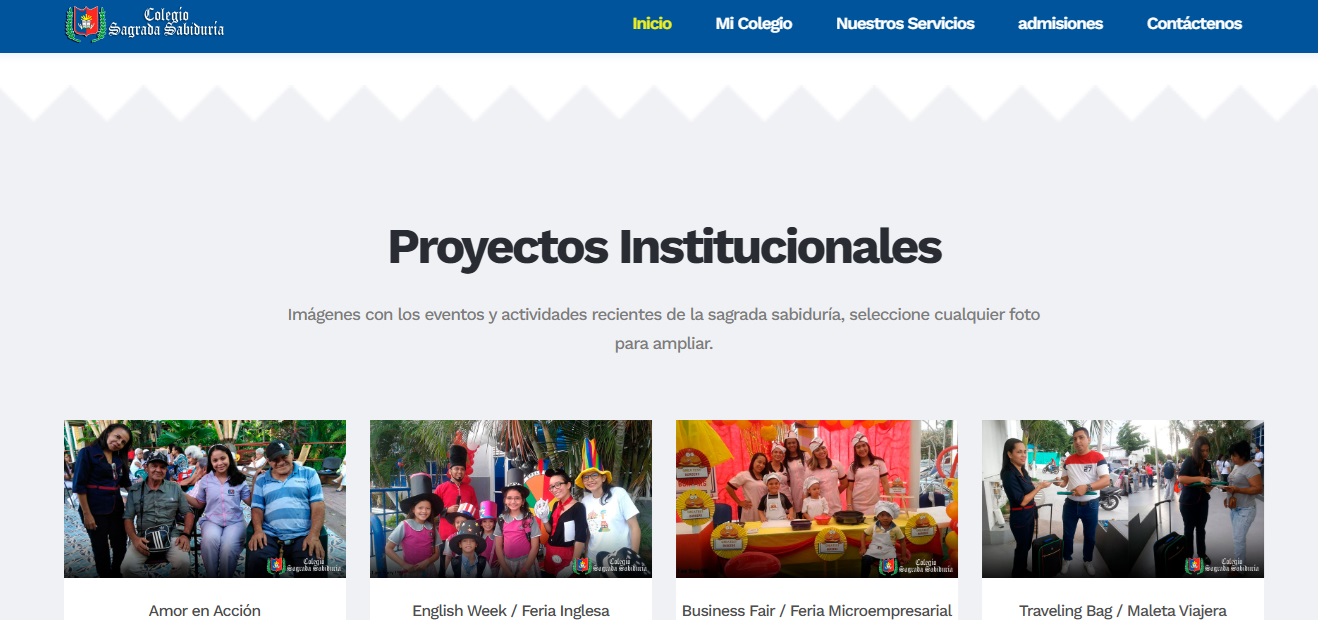 Colegio
Sagrada Sabiduría
Inicio
Mi Colegio
Nuestros Servicios
admisiones
Contáctenos
Proyectos Institucionales
Imágenes con los eventos y actividades recientes de la sagrada sabiduría, seleccione cualquier foto
para ampliar.
Colegio
Sagrada Sabiduría
Colegio
Sagrada Sabiduría
Colegio
Sagrada Sabiduría
Colegio
Sagrada Sabiduría
Amor en Acción
English Week / Feria Inglesa
Business Fair / Feria Microempresarial
Traveling Bag / Maleta Viajera